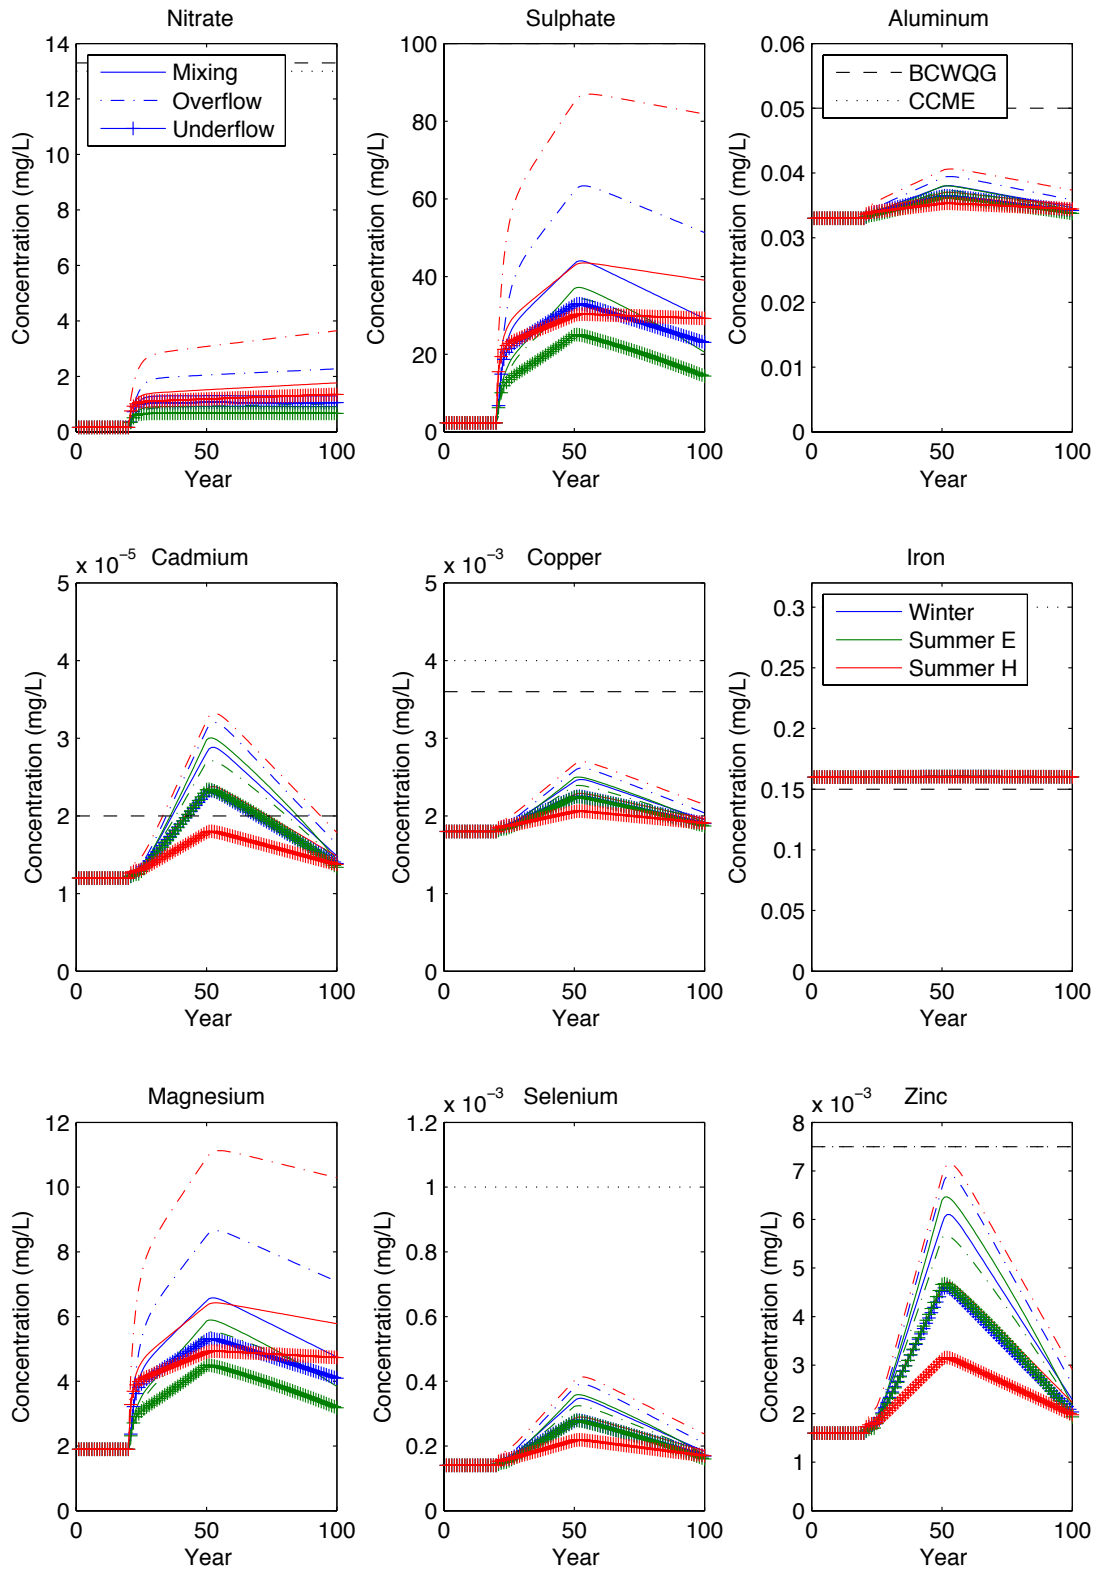 Nitrate
14
12
10
8
6
4
2
0
Concentration (mg/L)
Mixing
Overflow
Underflow
0 50 100
Year
Sulphate
100
80
60
40
20
0
Concentration (mg/L)
0 50 100
Year
Aluminum
0.06
0.05
0.04
0.03
0.02
0.01
0
Concentration (mg/L)
BCWQG
CCME
0 50 100
Year
x 10−5 Cadmium
5
4
3
2
1
0
Concentration (mg/L)
0 50 100
Year
x 10−3 Copper
5
4
3
2
1
0
Concentration (mg/L)
0 50 100
Year
Iron
0.3
0.25
0.2
0.15
0.1
0.05
0
Concentration (mg/L)
Winter
Summer E
Summer H
0 50 100
Year
Magnesium
12
10
8
6
4
2
0
Concentration (mg/L)
0 50 100
Year
x 10−3 Selenium
1.2
1
0.8
0.6
0.4
0.2
0
Concentration (mg/L)
0 50 100
Year
x 10−3 Zinc
8
7
6
5
4
3
2
1
0
Concentration (mg/L)
0 50 100
Year